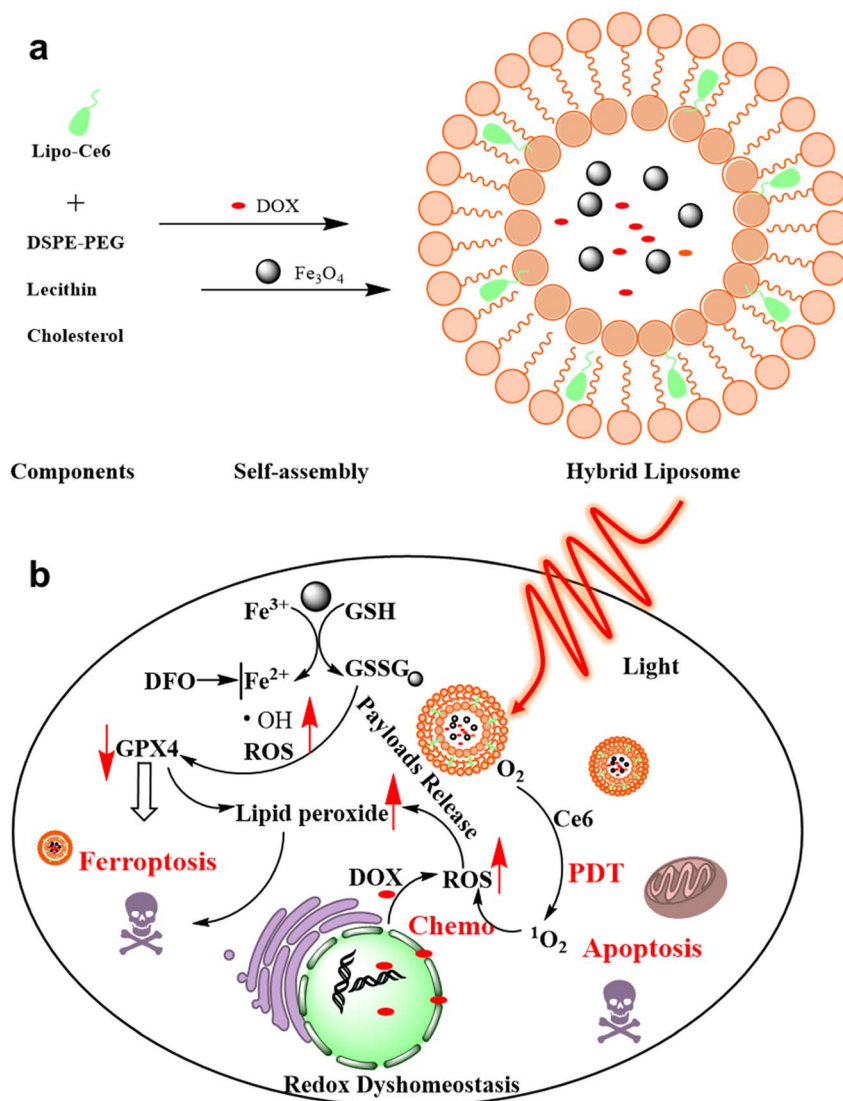 a
Lipo-Ce6
+
DSPE-PEG
Lecithin
Cholesterol
DOX
Fe₃O₄
Components
Self-assembly
Hybrid Liposome
b
Fe³⁺
GSH
DFO
Fe²⁺
GSSG
Light
• OH
ROS
GPX4
Payloads Release
O₂
Lipid peroxide
Ce6
Ferroptosis
DOX
ROS
PDT
Chemo
¹O₂
Apoptosis
Redox Dyshomeostasis